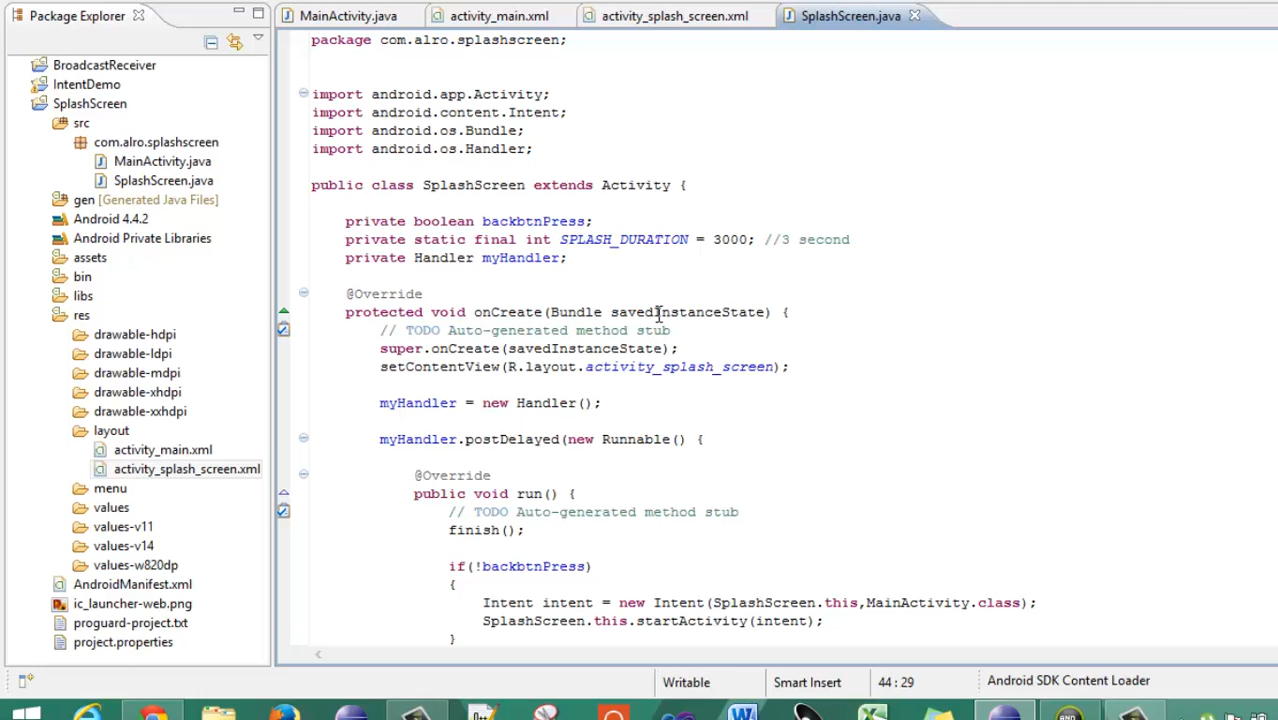 Package Explorer
MainActivity.java
activity_main.xml
activity_splash_screen.xml
SplashScreen.java
BroadcastReceiver
IntentDemo
SplashScreen
src
com.alro.splashscreen
MainActivity.java
SplashScreen.java
gen [Generated Java Files]
Android 4.4.2
Android Private Libraries
assets
bin
libs
res
drawable-hdpi
drawable-ldpi
drawable-mdpi
drawable-xhdpi
drawable-xxhdpi
layout
activity_main.xml
activity_splash_screen.xml
menu
values
values-v11
values-v14
values-w820dp
AndroidManifest.xml
ic_launcher-web.png
proguard-project.txt
project.properties
package com.alro.splashscreen;
import android.app.Activity;
import android.content.Intent;
import android.os.Bundle;
import android.os.Handler;
public class SplashScreen extends Activity {
private boolean backbtnPress;
private static final int SPLASH_DURATION = 3000; //3 second
private Handler myHandler;
@Override
protected void onCreate(Bundle savedInstanceState) {
// TODO Auto-generated method stub
super.onCreate(savedInstanceState);
setContentView(R.layout.activity_splash_screen);
myHandler = new Handler();
myHandler.postDelayed(new Runnable() {
@Override
public void run() {
// TODO Auto-generated method stub
finish();
if(!backbtnPress)
{
Intent intent = new Intent(SplashScreen.this,MainActivity.class);
SplashScreen.this.startActivity(intent);
}
Writable
Smart Insert
44 : 29
Android SDK Content Loader